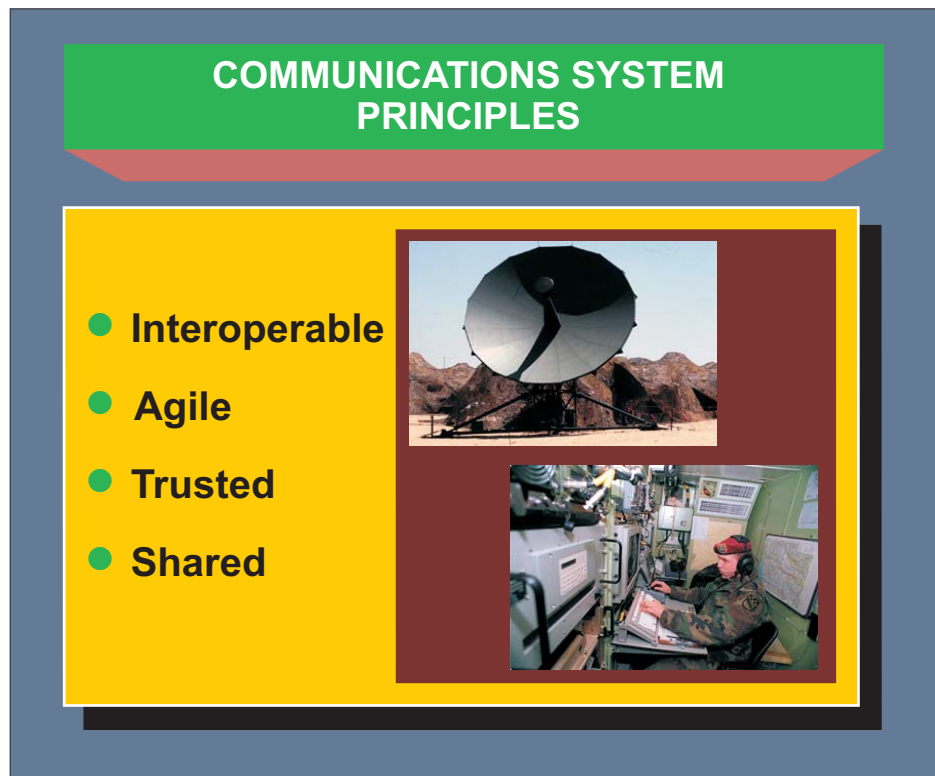 COMMUNICATIONS SYSTEM
PRINCIPLES
Interoperable
Agile
Trusted
Shared